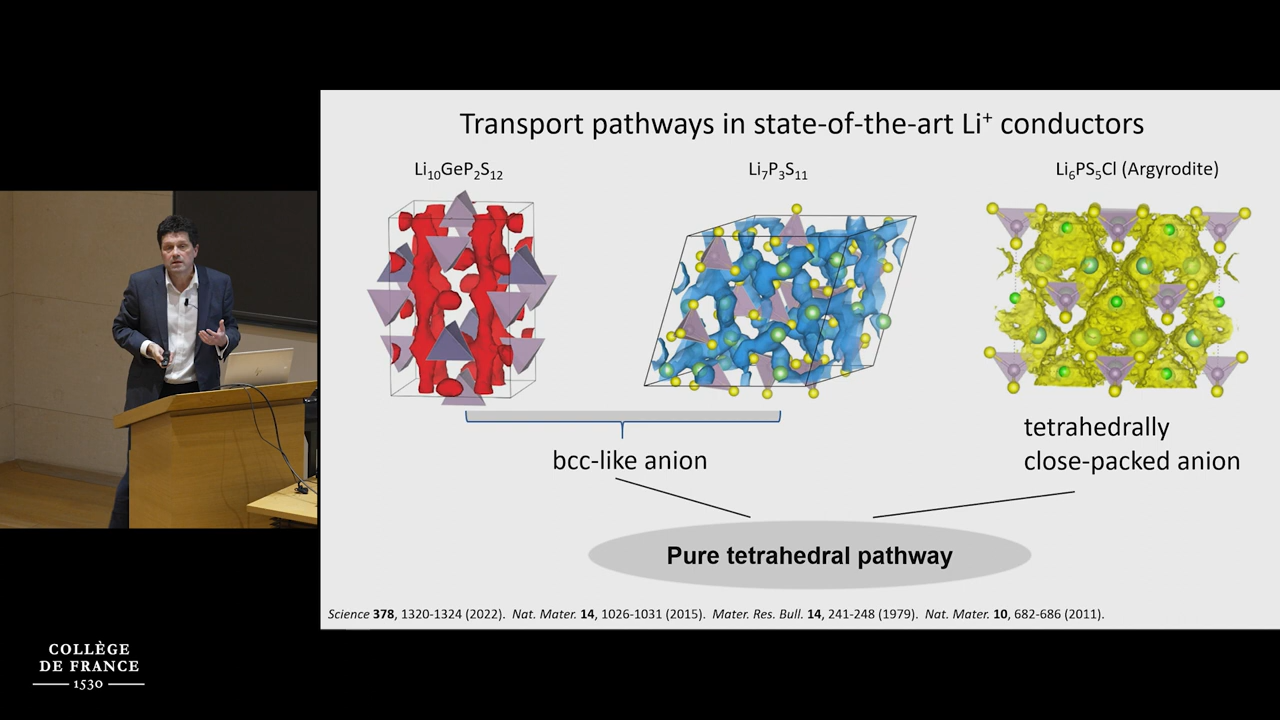 Transport pathways in state-of-the-art Li⁺ conductors
Li₁₀GeP₂S₁₂
Li₇P₃S₁₁
Li₆PS₅Cl (Argyrodite)
bcc-like anion
tetrahedrally
close-packed anion
Pure tetrahedral pathway
Science 378, 1320-1324 (2022). Nat. Mater. 14, 1026-1031 (2015). Mater. Res. Bull. 14, 241-248 (1979). Nat. Mater. 10, 682-686 (2011).
COLLÈGE
DE FRANCE
1530